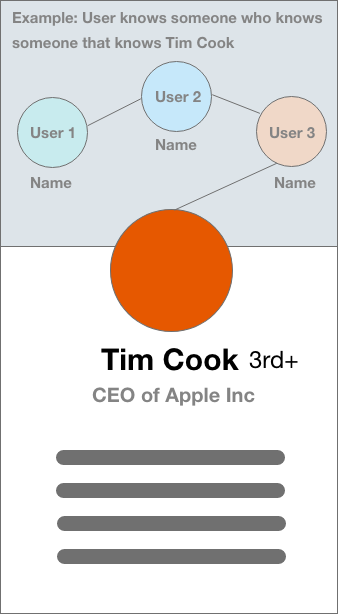 Example: User knows someone who knows
someone that knows Tim Cook
User 1
User 2
User 3
Name
Name
Name
Tim Cook 3rd+
CEO of Apple Inc